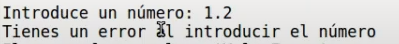 Introduce un número: 1.2
Tienes un error al introducir el número